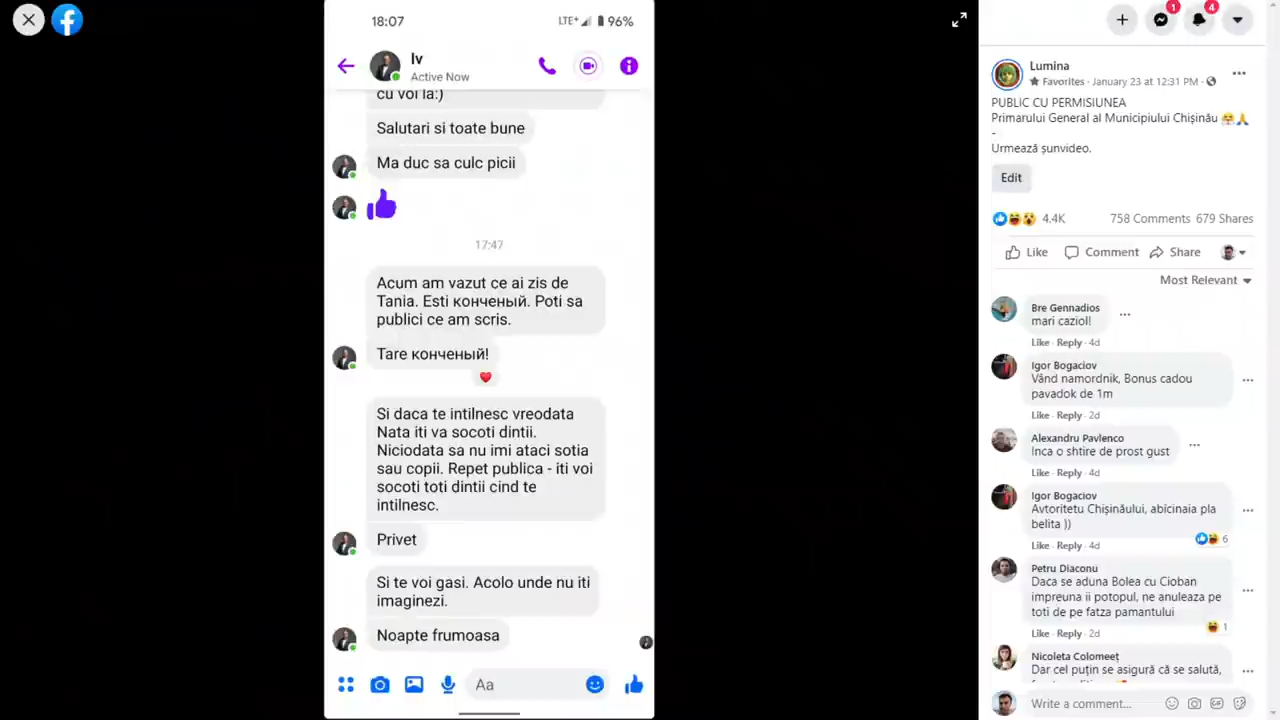 18:07
LTE+
96%
Iv
Active Now
cu voi la:)
Salutari si toate bune
Ma duc sa culc picii
17:47
Acum am vazut ce ai zis de
Tania. Esti конченый. Poti sa
publici ce am scris.
Tare конченый!
Si daca te intilnesc vreodata
Nata iti va socoti dintii.
Niciodata sa nu imi ataci sotia
sau copii. Repet publica - iti voi
socoti toti dintii cind te
intilnesc.
Privet
Si te voi gasi. Acolo unde nu iti
imaginezi.
Noapte frumoasa
Aa
1
4
Lumina
Favorites · January 23 at 12:31 PM ·
PUBLIC CU PERMISIUNEA
Primarului General al Municipiului Chișinău
-
Urmează șunvideo.
Edit
4.4K
758 Comments 679 Shares
Like
Comment
Share
Most Relevant
Bre Gennadios
mari caziol!
Like · Reply · 4d
Igor Bogaciov
Vând namordnik, Bonus cadou
pavadok de 1m
Like · Reply · 2d
Alexandru Pavlenco
Inca o shtire de prost gust
Like · Reply · 4d
Igor Bogaciov
Avtoritetu Chișinăului, abîcinaia pla
belita ))
6
Like · Reply · 4d
Petru Diaconu
Daca se aduna Bolea cu Cioban
impreuna ii potopul, ne anuleaza pe
toti de pe fatza pamantului
1
Like · Reply · 2d
Nicoleta Colomeeț
Dar cel puțin se asigură că se salută,
Write a comment...
GIF